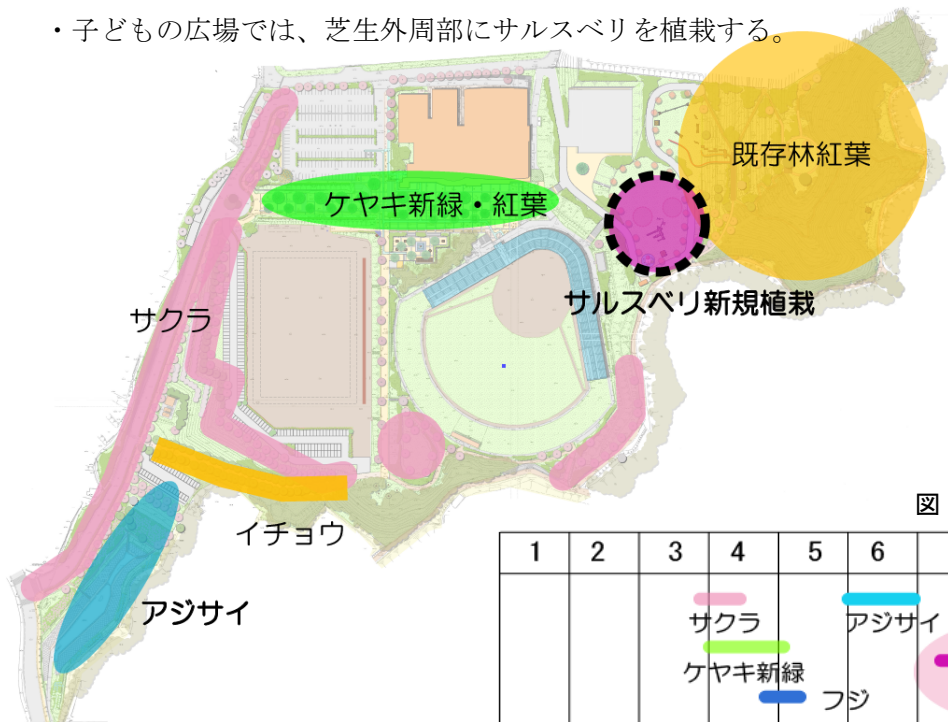 ・子どもの広場では、芝生外周部にサルスベリを植栽する。
既存林紅葉
ケヤキ新緑・紅葉
サルスベリ新規植栽
サクラ
イチョウ
アジサイ
図
1 2 3 4 5 6
サクラ アジサイ
ケヤキ新緑
フジ